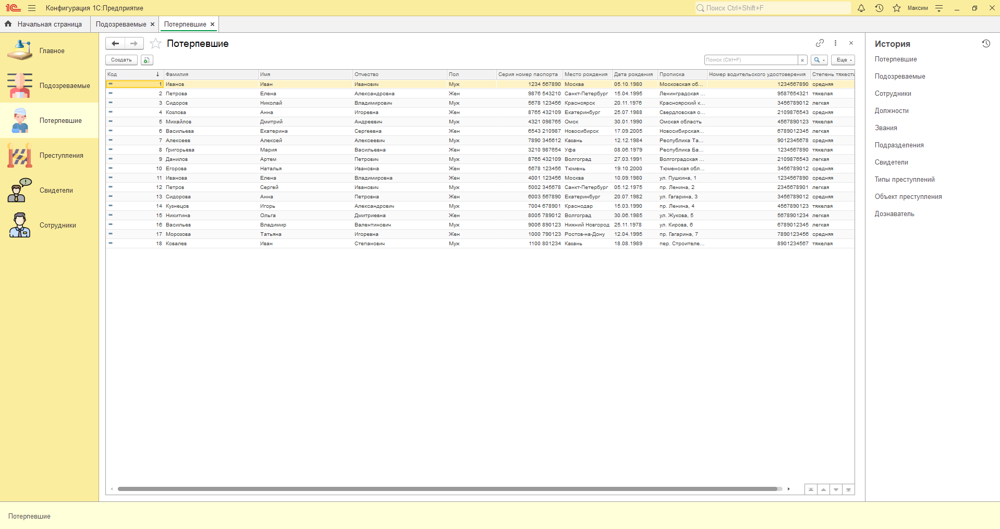 1С Конфигурация 1С:Предприятие Поиск Ctrl+Shift+F Максим
Начальная страница Подозреваемые × Потерпевшие ×
Главное
Подозреваемые
Потерпевшие
Преступления
Свидетели
Сотрудники
Потерпевшие
Создать Поиск (Ctrl+F) × Еще
Код Фамилия Имя Отчество Пол Серия номер паспорта Место рождения Дата рождения Прописка Номер водительского удостоверения Степень тяжести
1 Иванов Иван Иванович Муж 1234 567890 Москва 05.10.1980 Московская об... 1234567890 средняя
2 Петрова Елена Александровна Жен 9876 543210 Санкт-Петербург 15.04.1995 Ленинградская ... 9587654321 тяжелая
3 Сидоров Николай Владимирович Муж 5678 123456 Красноярск 20.11.1976 Красноярский к... 3456789012 легкая
4 Козлова Анна Игоревна Жен 8765 432109 Екатеринбург 25.07.1988 Свердловская о... 2109876543 средняя
5 Михайлов Дмитрий Андреевич Муж 4321 098765 Омск 30.01.1990 Омская область 4567890123 тяжелая
6 Васильева Екатерина Сергеевна Жен 6543 210987 Новосибирск 17.09.2005 Новосибирская... 6789012345 легкая
7 Алексеев Алексей Алексеевич Муж 7890 345612 Казань 12.12.1984 Республика Та... 9012345678 средняя
8 Григорьева Мария Васильевна Жен 3210 987654 Уфа 08.06.1979 Республика Ба... 1234567890 тяжелая
9 Данилов Артем Петрович Муж 8765 432109 Волгоград 27.03.1991 Волгоградская ... 2109876543 легкая
10 Егорова Наталья Ивановна Жен 5678 123456 Тюмень 19.10.2000 Тюменская обл... 3456789012 средняя
11 Иванова Елена Владимировна Жен 4001 123456 Москва 10.09.1980 ул. Пушкина, 1 1234567890 средняя
12 Петров Сергей Иванович Муж 5002 345678 Санкт-Петербург 05.12.1975 пр. Ленина, 2 2345678901 легкая
13 Сидорова Анна Петровна Жен 6003 567890 Екатеринбург 20.07.1982 ул. Гагарина, 3 3456789012 средняя
14 Кузнецов Игорь Александрович Муж 7004 678901 Краснодар 15.03.1990 пр. Ленина, 4 4567890123 тяжелая
15 Никитина Ольга Дмитриевна Жен 8005 789012 Волгоград 30.06.1985 ул. Жукова, 5 5678901234 легкая
16 Васильев Владимир Валентинович Муж 9006 890123 Нижний Новгород 25.11.1978 ул. Кирова, 6 6789012345 легкая
17 Морозова Татьяна Игоревна Жен 1000 790123 Ростов-на-Дону 12.04.1995 пр. Гагарина, 7 7890123456 средняя
18 Ковалев Иван Степанович Муж 1100 801234 Казань 18.08.1989 пер. Строителе... 8901234567 тяжелая
История
Потерпевшие
Подозреваемые
Сотрудники
Должности
Звания
Подразделения
Свидетели
Типы преступлений
Объект преступления
Дознаватель
Потерпевшие